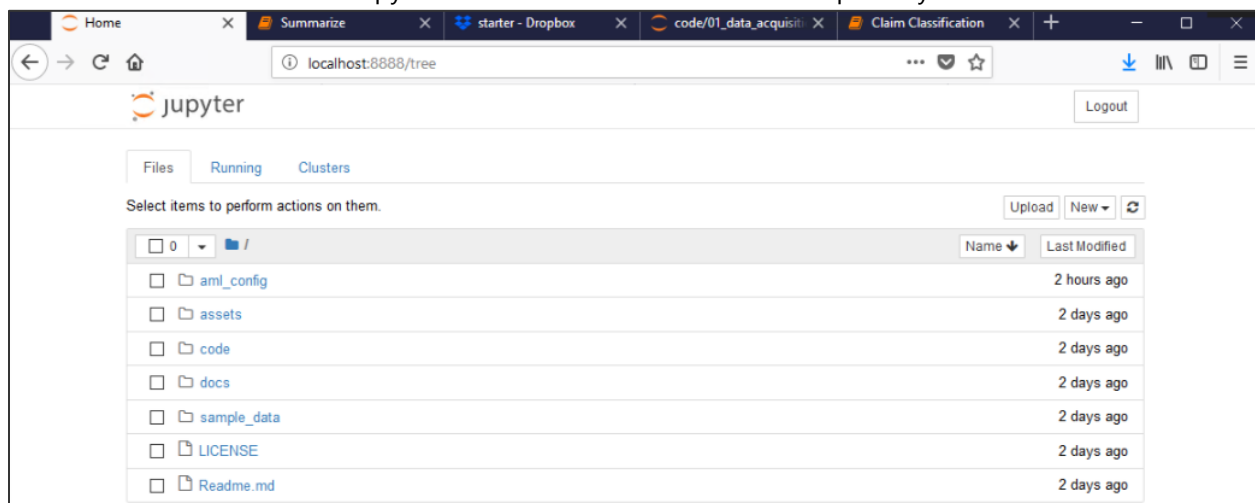 Home Summarize starter - Dropbox code/01_data_acquisiti Claim Classification
localhost:8888/tree
jupyter Logout
Files Running Clusters
Select items to perform actions on them. Upload New
0 / Name Last Modified
aml_config 2 hours ago
assets 2 days ago
code 2 days ago
docs 2 days ago
sample_data 2 days ago
LICENSE 2 days ago
Readme.md 2 days ago